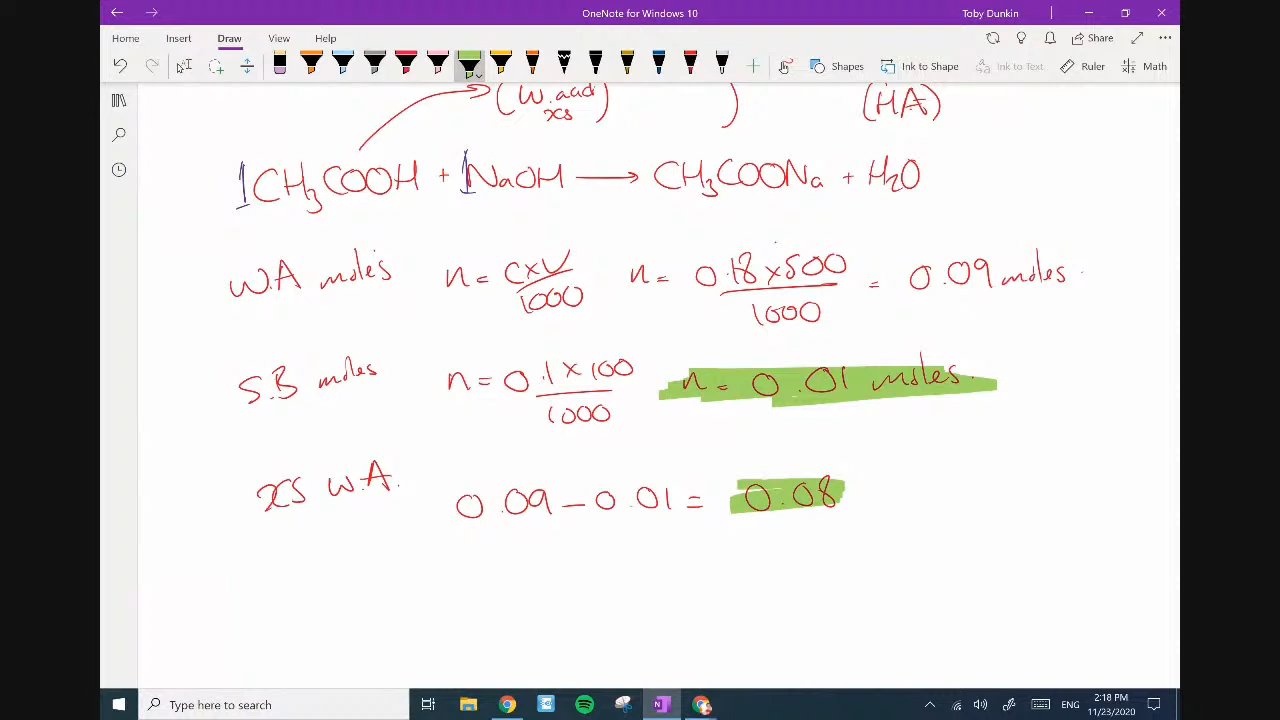 OneNote for Windows 10
Toby Dunkin
Home Insert Draw View Help
Share
Shapes Ink to Shape Ink to Text Ruler Math
(W.acid xs) ) (HA)
1CH3COOH + 1NaOH → CH3COONa + H2O
W.A moles n = CxV/1000 n = 0.18 x 500/1000 = 0.09 moles
S.B moles n = 0.1 x 100/1000 n = 0.01 moles.
xs W.A. 0.09 - 0.01 = 0.08
Type here to search
ENG
2:18 PM
11/23/2020